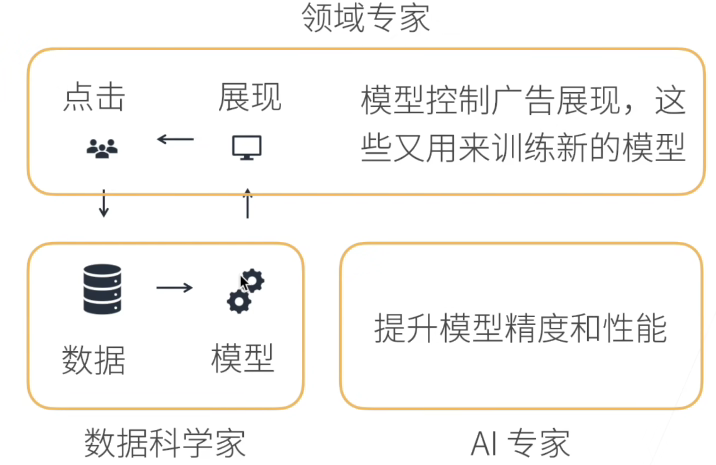 领域专家
点击
展现
模型控制广告展现，这
些又用来训练新的模型
数据
模型
提升模型精度和性能
数据科学家
AI 专家